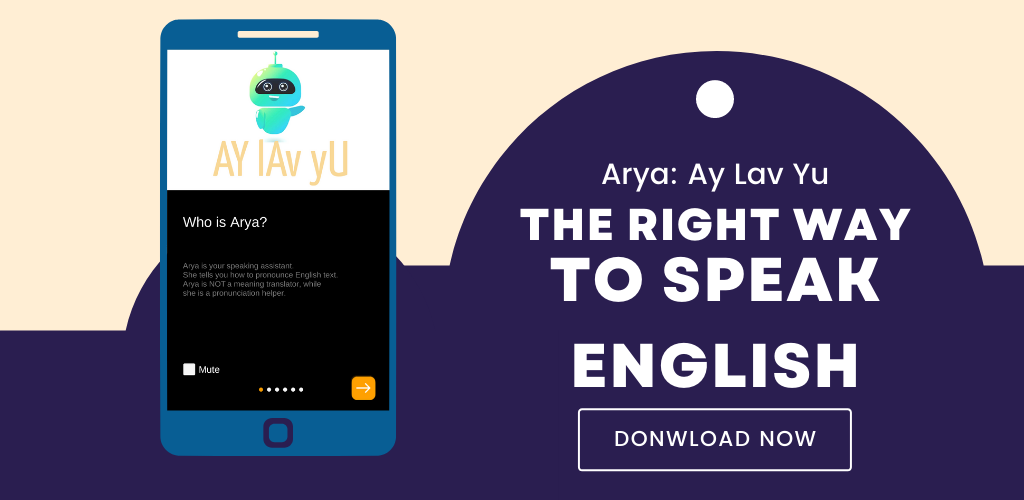 AY lAv yU
Who is Arya?
Arya is your speaking assistant
She tells you how to pronounce English text.
Arya is NOT a meaning translator, while
she is a pronunciation helper.
Mute
Arya: Ay Lav Yu
THE RIGHT WAY
TO SPEAK
ENGLISH
DONWLOAD NOW